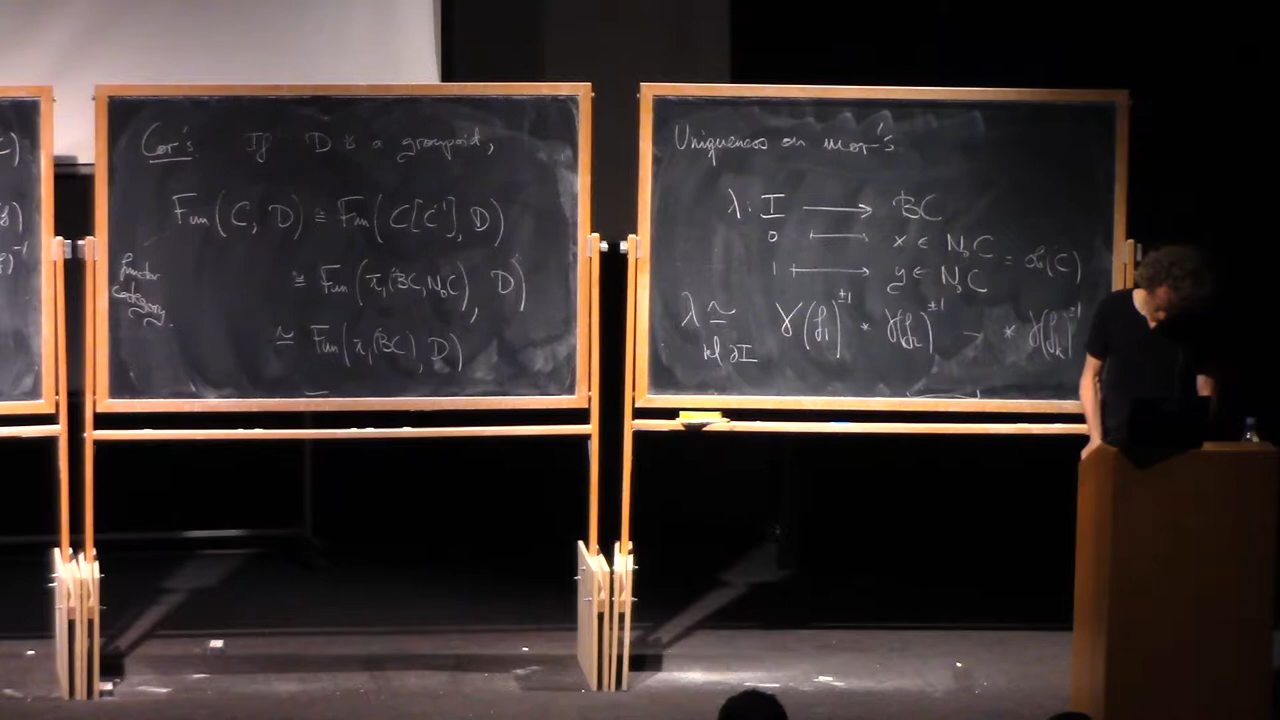 C)
Cor's. If D is a groupoid,
Fun(C, D) ≅ Fun(C[C⁻¹], D)
functor category.
≅ Fun(π₁(BC, N₀C), D)
≃ Fun(π₁(BC), D)
Uniqueness on mor's.
λ: I ⟶ BC
0 ⟼ x ∈ N₀C
= ob(C)
1 ⟼ y ∈ N₀C
λ ≃ γ(f₁)^±1 * γ(f₂)^±1 * γ(fₖ)^±1
rel ∂I